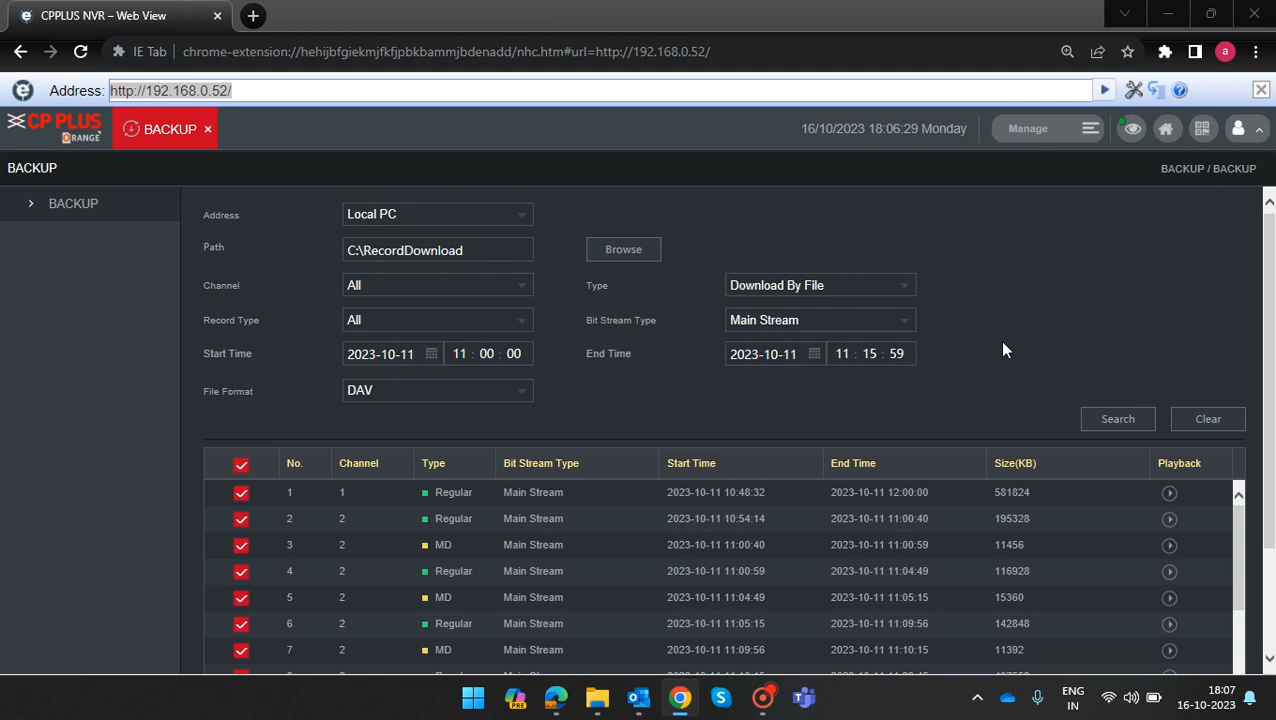 CPPLUS NVR – Web View
IE Tab chrome-extension://hehijbfgiekmjfkfjpbkbammjbdenadd/nhc.htm#url=http://192.168.0.52/ a
Address: http://192.168.0.52/
CP PLUS ORANGE BACKUP × 16/10/2023 18:06:29 Monday Manage
BACKUP BACKUP / BACKUP
BACKUP
Address Local PC
Path C:\RecordDownload Browse
Channel All Type Download By File
Record Type All Bit Stream Type Main Stream
Start Time 2023-10-11 11 : 00 : 00 End Time 2023-10-11 11 : 15 : 59
File Format DAV
Search Clear
No. Channel Type Bit Stream Type Start Time End Time Size(KB) Playback
1 1 Regular Main Stream 2023-10-11 10:48:32 2023-10-11 12:00:00 581824
2 2 Regular Main Stream 2023-10-11 10:54:14 2023-10-11 11:00:40 195328
3 2 MD Main Stream 2023-10-11 11:00:40 2023-10-11 11:00:59 11456
4 2 Regular Main Stream 2023-10-11 11:00:59 2023-10-11 11:04:49 116928
5 2 MD Main Stream 2023-10-11 11:04:49 2023-10-11 11:05:15 15360
6 2 Regular Main Stream 2023-10-11 11:05:15 2023-10-11 11:09:56 142848
7 2 MD Main Stream 2023-10-11 11:09:56 2023-10-11 11:10:15 11392
PRE S ENG 18:07
IN 16-10-2023